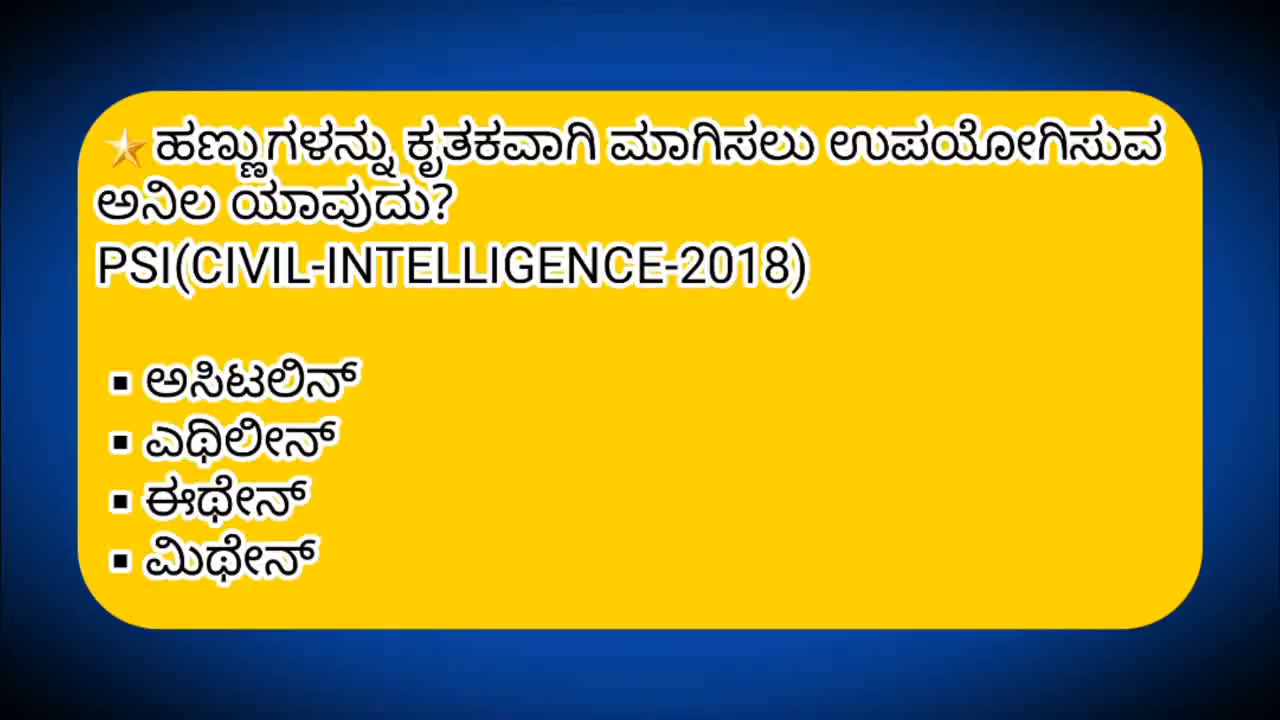 ⭐ಹಣ್ಣುಗಳನ್ನು ಕೃತಕವಾಗಿ ಮಾಗಿಸಲು ಉಪಯೋಗಿಸುವ
ಅನಿಲ ಯಾವುದು?
PSI(CIVIL-INTELLIGENCE-2018)
▪ ಅಸಿಟಲಿನ್
▪ ಎಥಿಲೀನ್
▪ ಈಥೇನ್
▪ ಮಿಥೇನ್